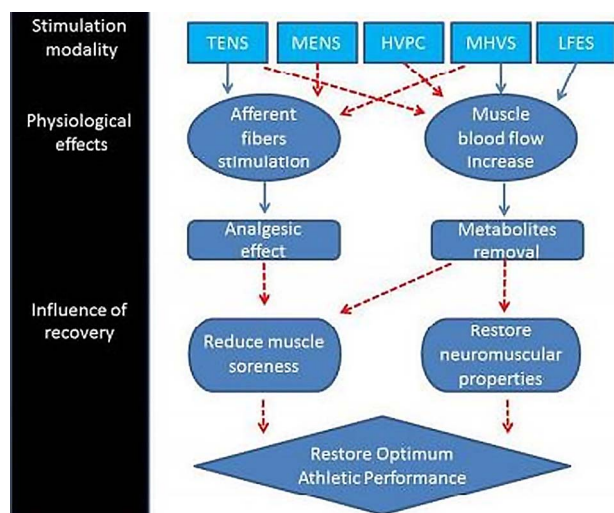 Stimulation
modality
TENS
MENS
HVPC
MHVS
LFES
Physiological
effects
Afferent
fibers
stimulation
Muscle
blood flow
increase
Analgesic
effect
Metabolites
removal
Influence of
recovery
Reduce muscle
soreness
Restore
neuromuscular
properties
Restore Optimum
Athletic Performance